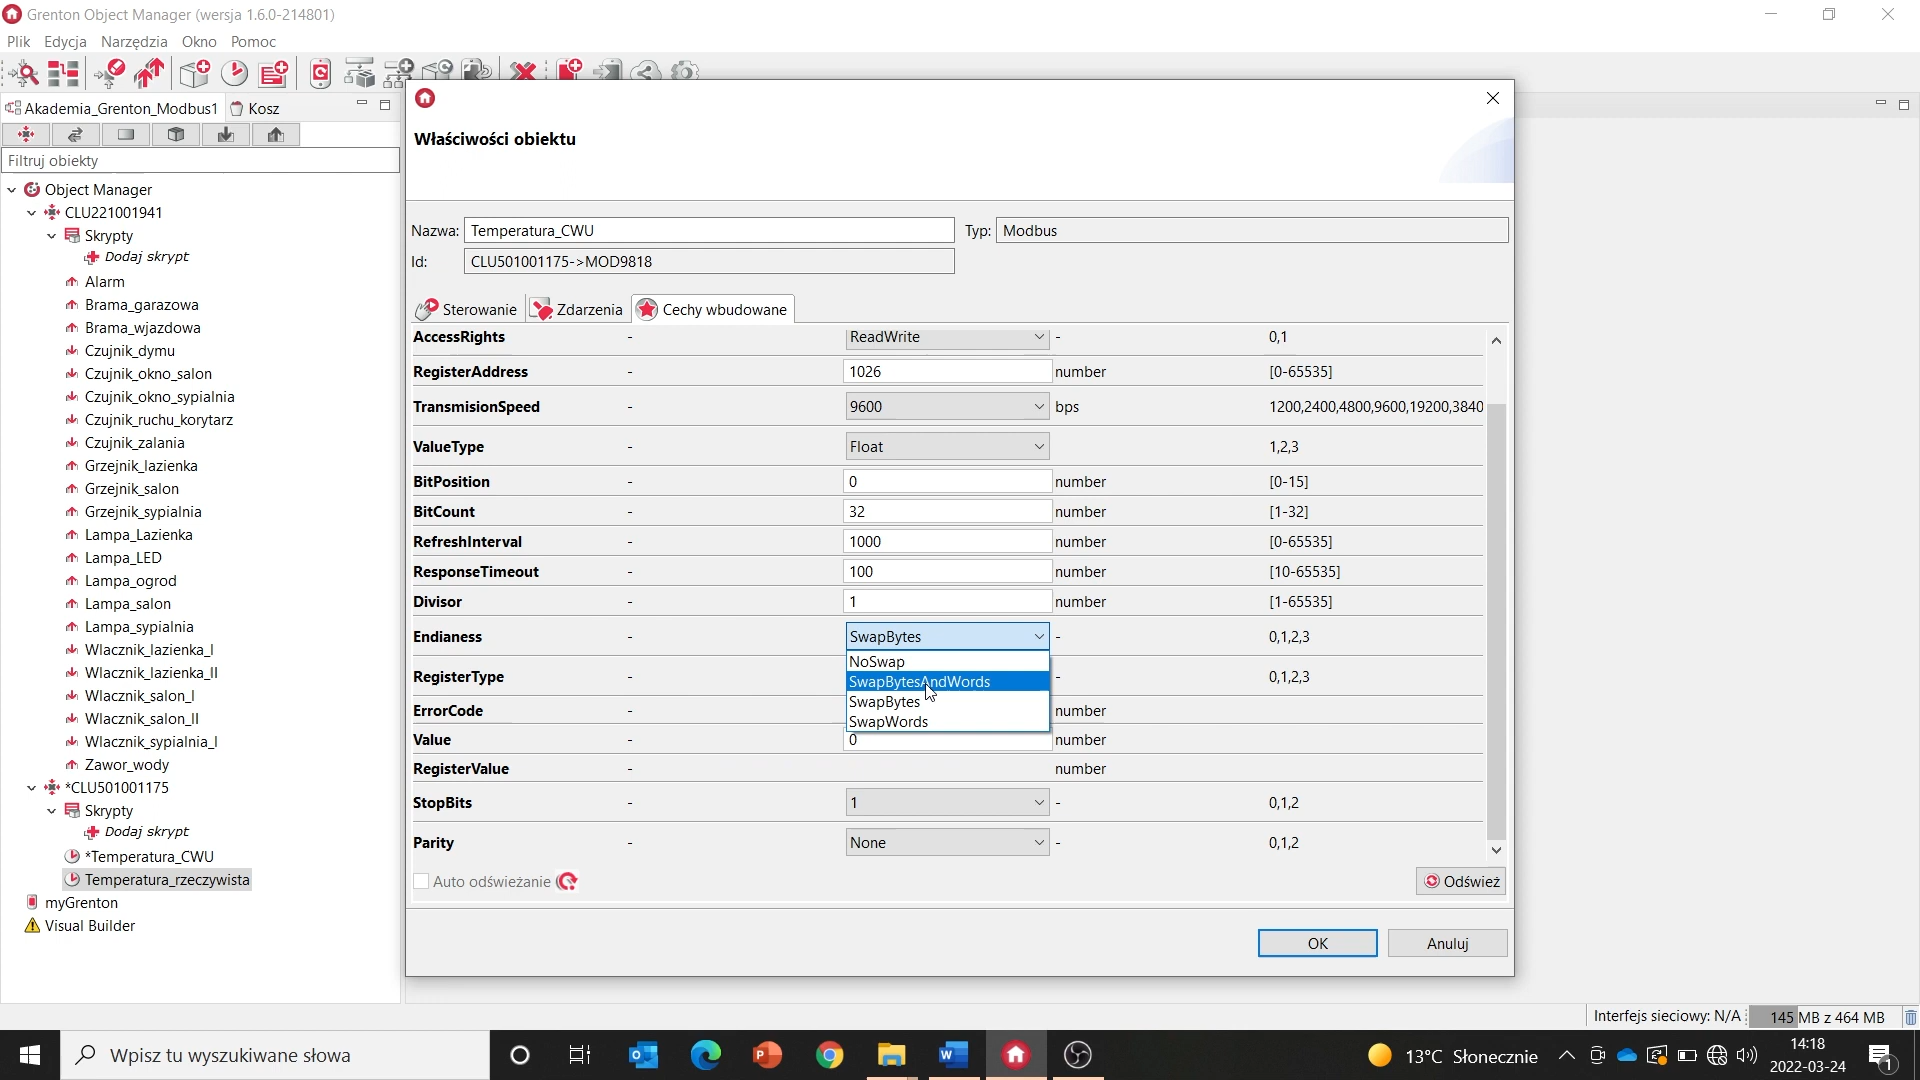 Grenton Object Manager (wersja 1.6.0-214801)
Plik Edycja Narzędzia Okno Pomoc
Akademia_Grenton_Modbus1 Kosz
Filtruj obiekty
Object Manager
CLU221001941
Skrypty
Dodaj skrypt
Alarm
Brama_garazowa
Brama_wjazdowa
Czujnik_dymu
Czujnik_okno_salon
Czujnik_okno_sypialnia
Czujnik_ruchu_korytarz
Czujnik_zalania
Grzejnik_lazienka
Grzejnik_salon
Grzejnik_sypialnia
Lampa_Lazienka
Lampa_LED
Lampa_ogrod
Lampa_salon
Lampa_sypialnia
Wlacznik_lazienka_I
Wlacznik_lazienka_II
Wlacznik_salon_I
Wlacznik_salon_II
Wlacznik_sypialnia_I
Zawor_wody
*CLU501001175
Skrypty
Dodaj skrypt
*Temperatura_CWU
Temperatura_rzeczywista
myGrenton
Visual Builder
Właściwości obiektu
Nazwa: Temperatura_CWU Typ: Modbus
Id: CLU501001175->MOD9818
Sterowanie Zdarzenia Cechy wbudowane
AccessRights - ReadWrite - 0,1
RegisterAddress - 1026 number [0-65535]
TransmisionSpeed - 9600 bps 1200,2400,4800,9600,19200,3840
ValueType - Float 1,2,3
BitPosition - 0 number [0-15]
BitCount - 32 number [1-32]
RefreshInterval - 1000 number [0-65535]
ResponseTimeout - 100 number [10-65535]
Divisor - 1 number [1-65535]
Endianess - SwapBytes - 0,1,2,3
NoSwap
SwapBytesAndWords
SwapBytes
SwapWords
RegisterType - - 0,1,2,3
ErrorCode - number
Value - 0 number
RegisterValue - number
StopBits - 1 - 0,1,2
Parity - None - 0,1,2
Auto odświeżanie Odśwież
OK Anuluj
Interfejs sieciowy: N/A 145 MB z 464 MB
Wpisz tu wyszukiwane słowa
13°C Słonecznie
14:18
2022-03-24
1